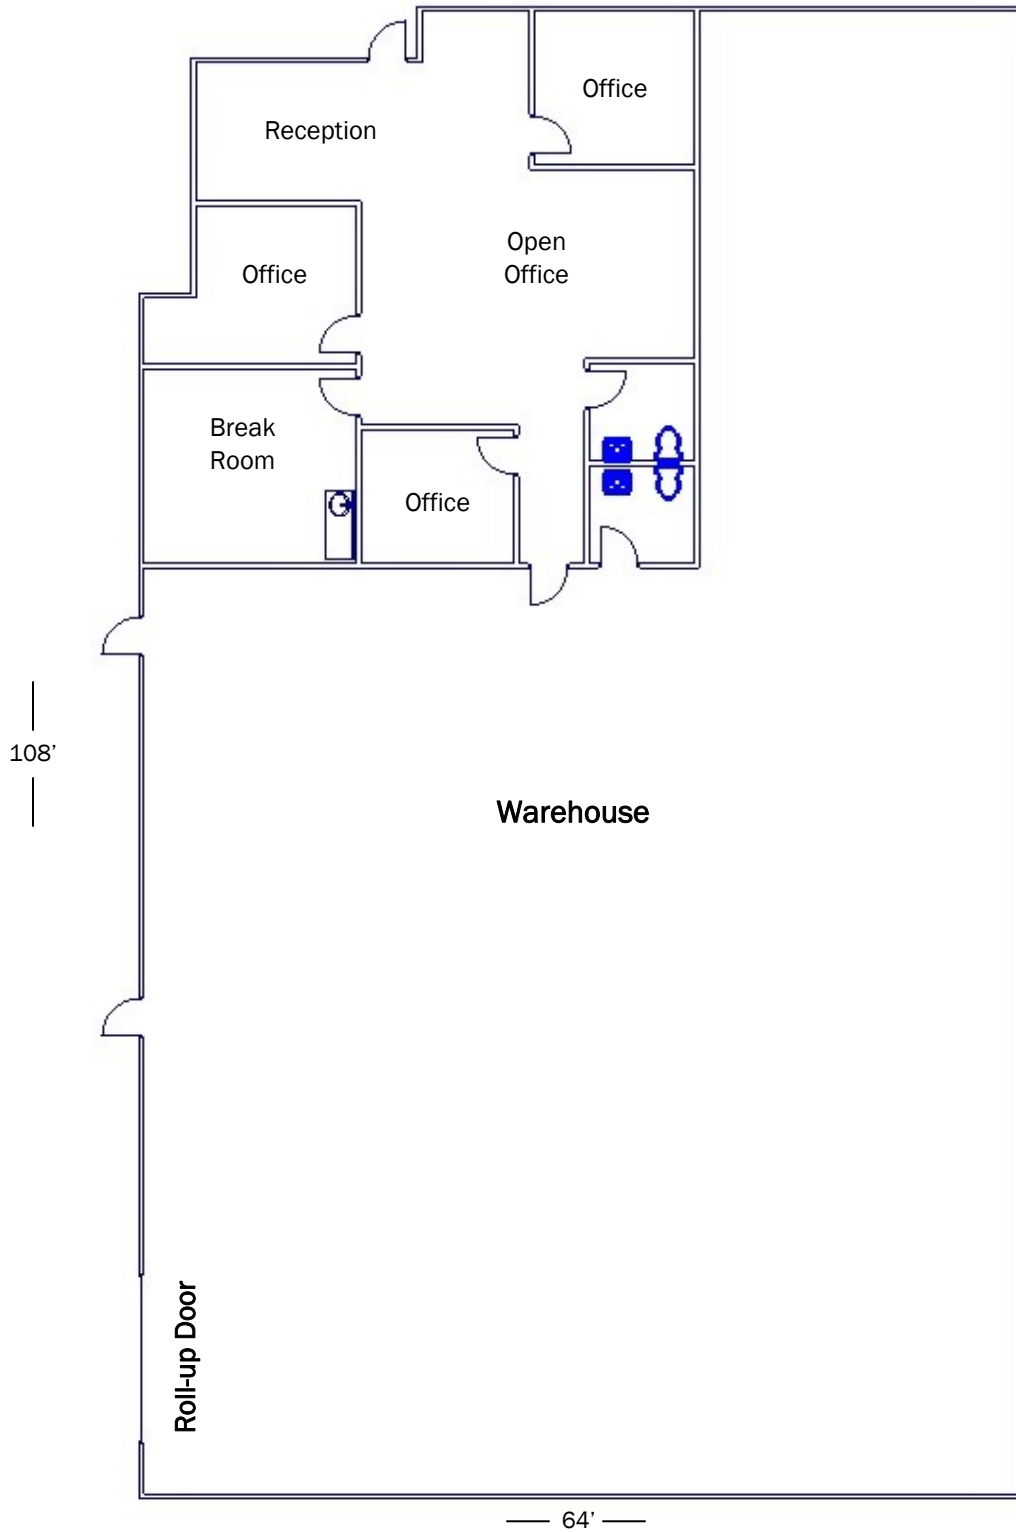 Office
Reception
Open
Office
Office
Break
Room
Office
108’
Warehouse
Roll-up Door
64’